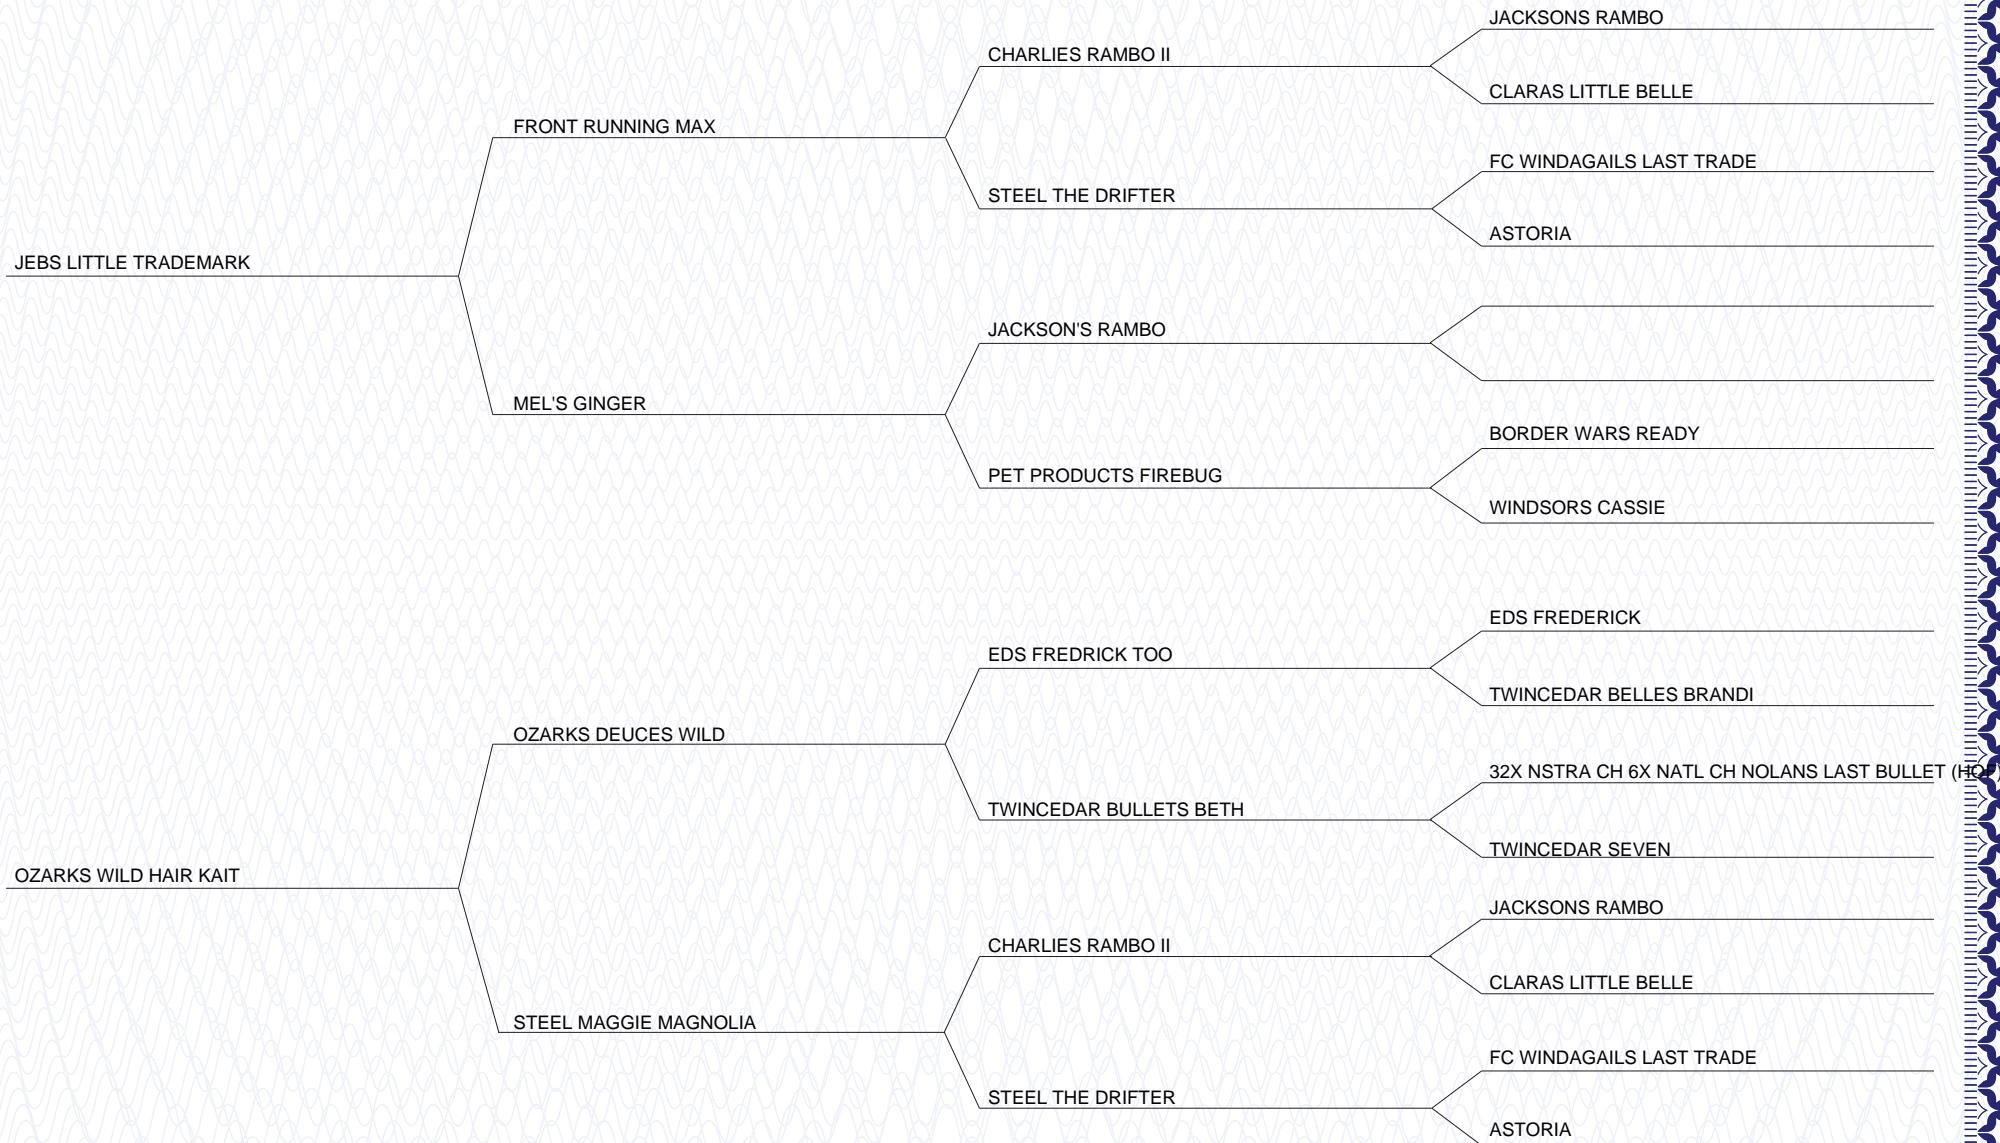 JACKSONS RAMBO
CHARLIES RAMBO II
CLARAS LITTLE BELLE
FRONT RUNNING MAX
FC WINDAGAILS LAST TRADE
STEEL THE DRIFTER
ASTORIA
JEBS LITTLE TRADEMARK
JACKSON'S RAMBO
MEL'S GINGER
BORDER WARS READY
PET PRODUCTS FIREBUG
WINDSORS CASSIE
EDS FREDERICK
EDS FREDRICK TOO
TWINCEDAR BELLES BRANDI
OZARKS DEUCES WILD
32X NSTRA CH 6X NATL CH NOLANS LAST BULLET (HOF)
TWINCEDAR BULLETS BETH
TWINCEDAR SEVEN
OZARKS WILD HAIR KAIT
JACKSONS RAMBO
CHARLIES RAMBO II
CLARAS LITTLE BELLE
STEEL MAGGIE MAGNOLIA
FC WINDAGAILS LAST TRADE
STEEL THE DRIFTER
ASTORIA